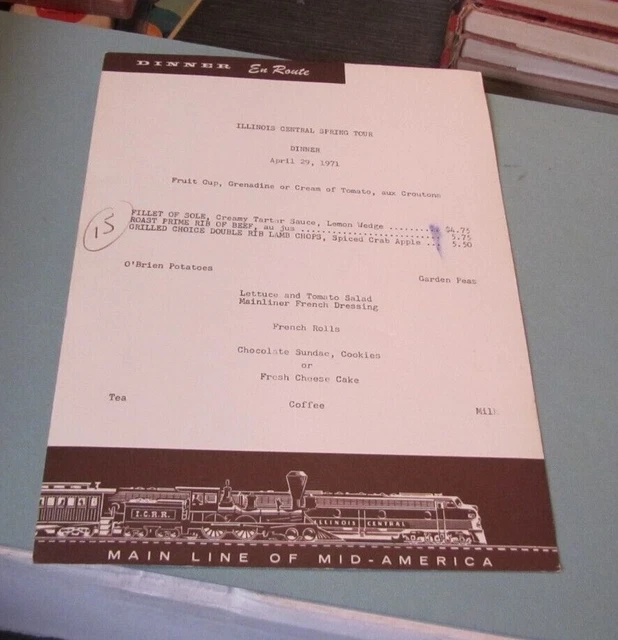 DINNER En Route
ILLINOIS CENTRAL SPRING TOUR
DINNER
April 29, 1971
Fruit Cup, Grenadine or Cream of Tomato, aux Croutons
15
FILLET OF SOLE, Creamy Tartar Sauce, Lemon Wedge ........ $4.75
ROAST PRIME RIB OF BEEF, au jus ........................ 5.75
GRILLED CHOICE DOUBLE RIB LAMB CHOPS, Spiced Crab Apple ... 5.50
O'Brien Potatoes Garden Peas
Lettuce and Tomato Salad
Mainliner French Dressing
French Rolls
Chocolate Sundae, Cookies
or
Fresh Cheese Cake
Tea Coffee Milk
I.C.R.R. ILLINOIS CENTRAL
MAIN LINE OF MID-AMERICA